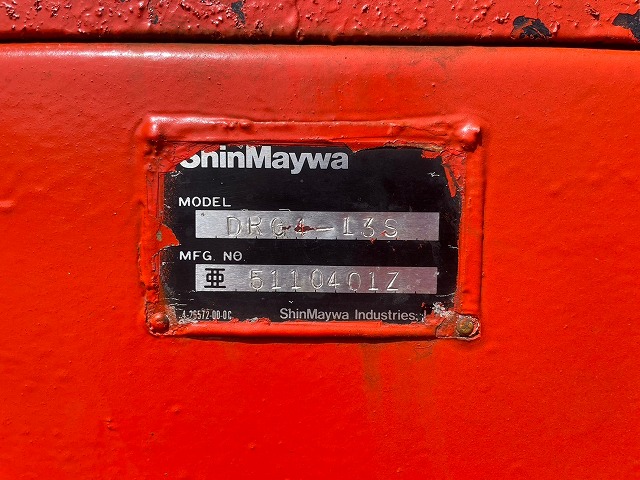 ShinMaywa
MODEL
DRG4-13S
MFG. NO.
亜 5110401Z
ShinMaywa Industries,